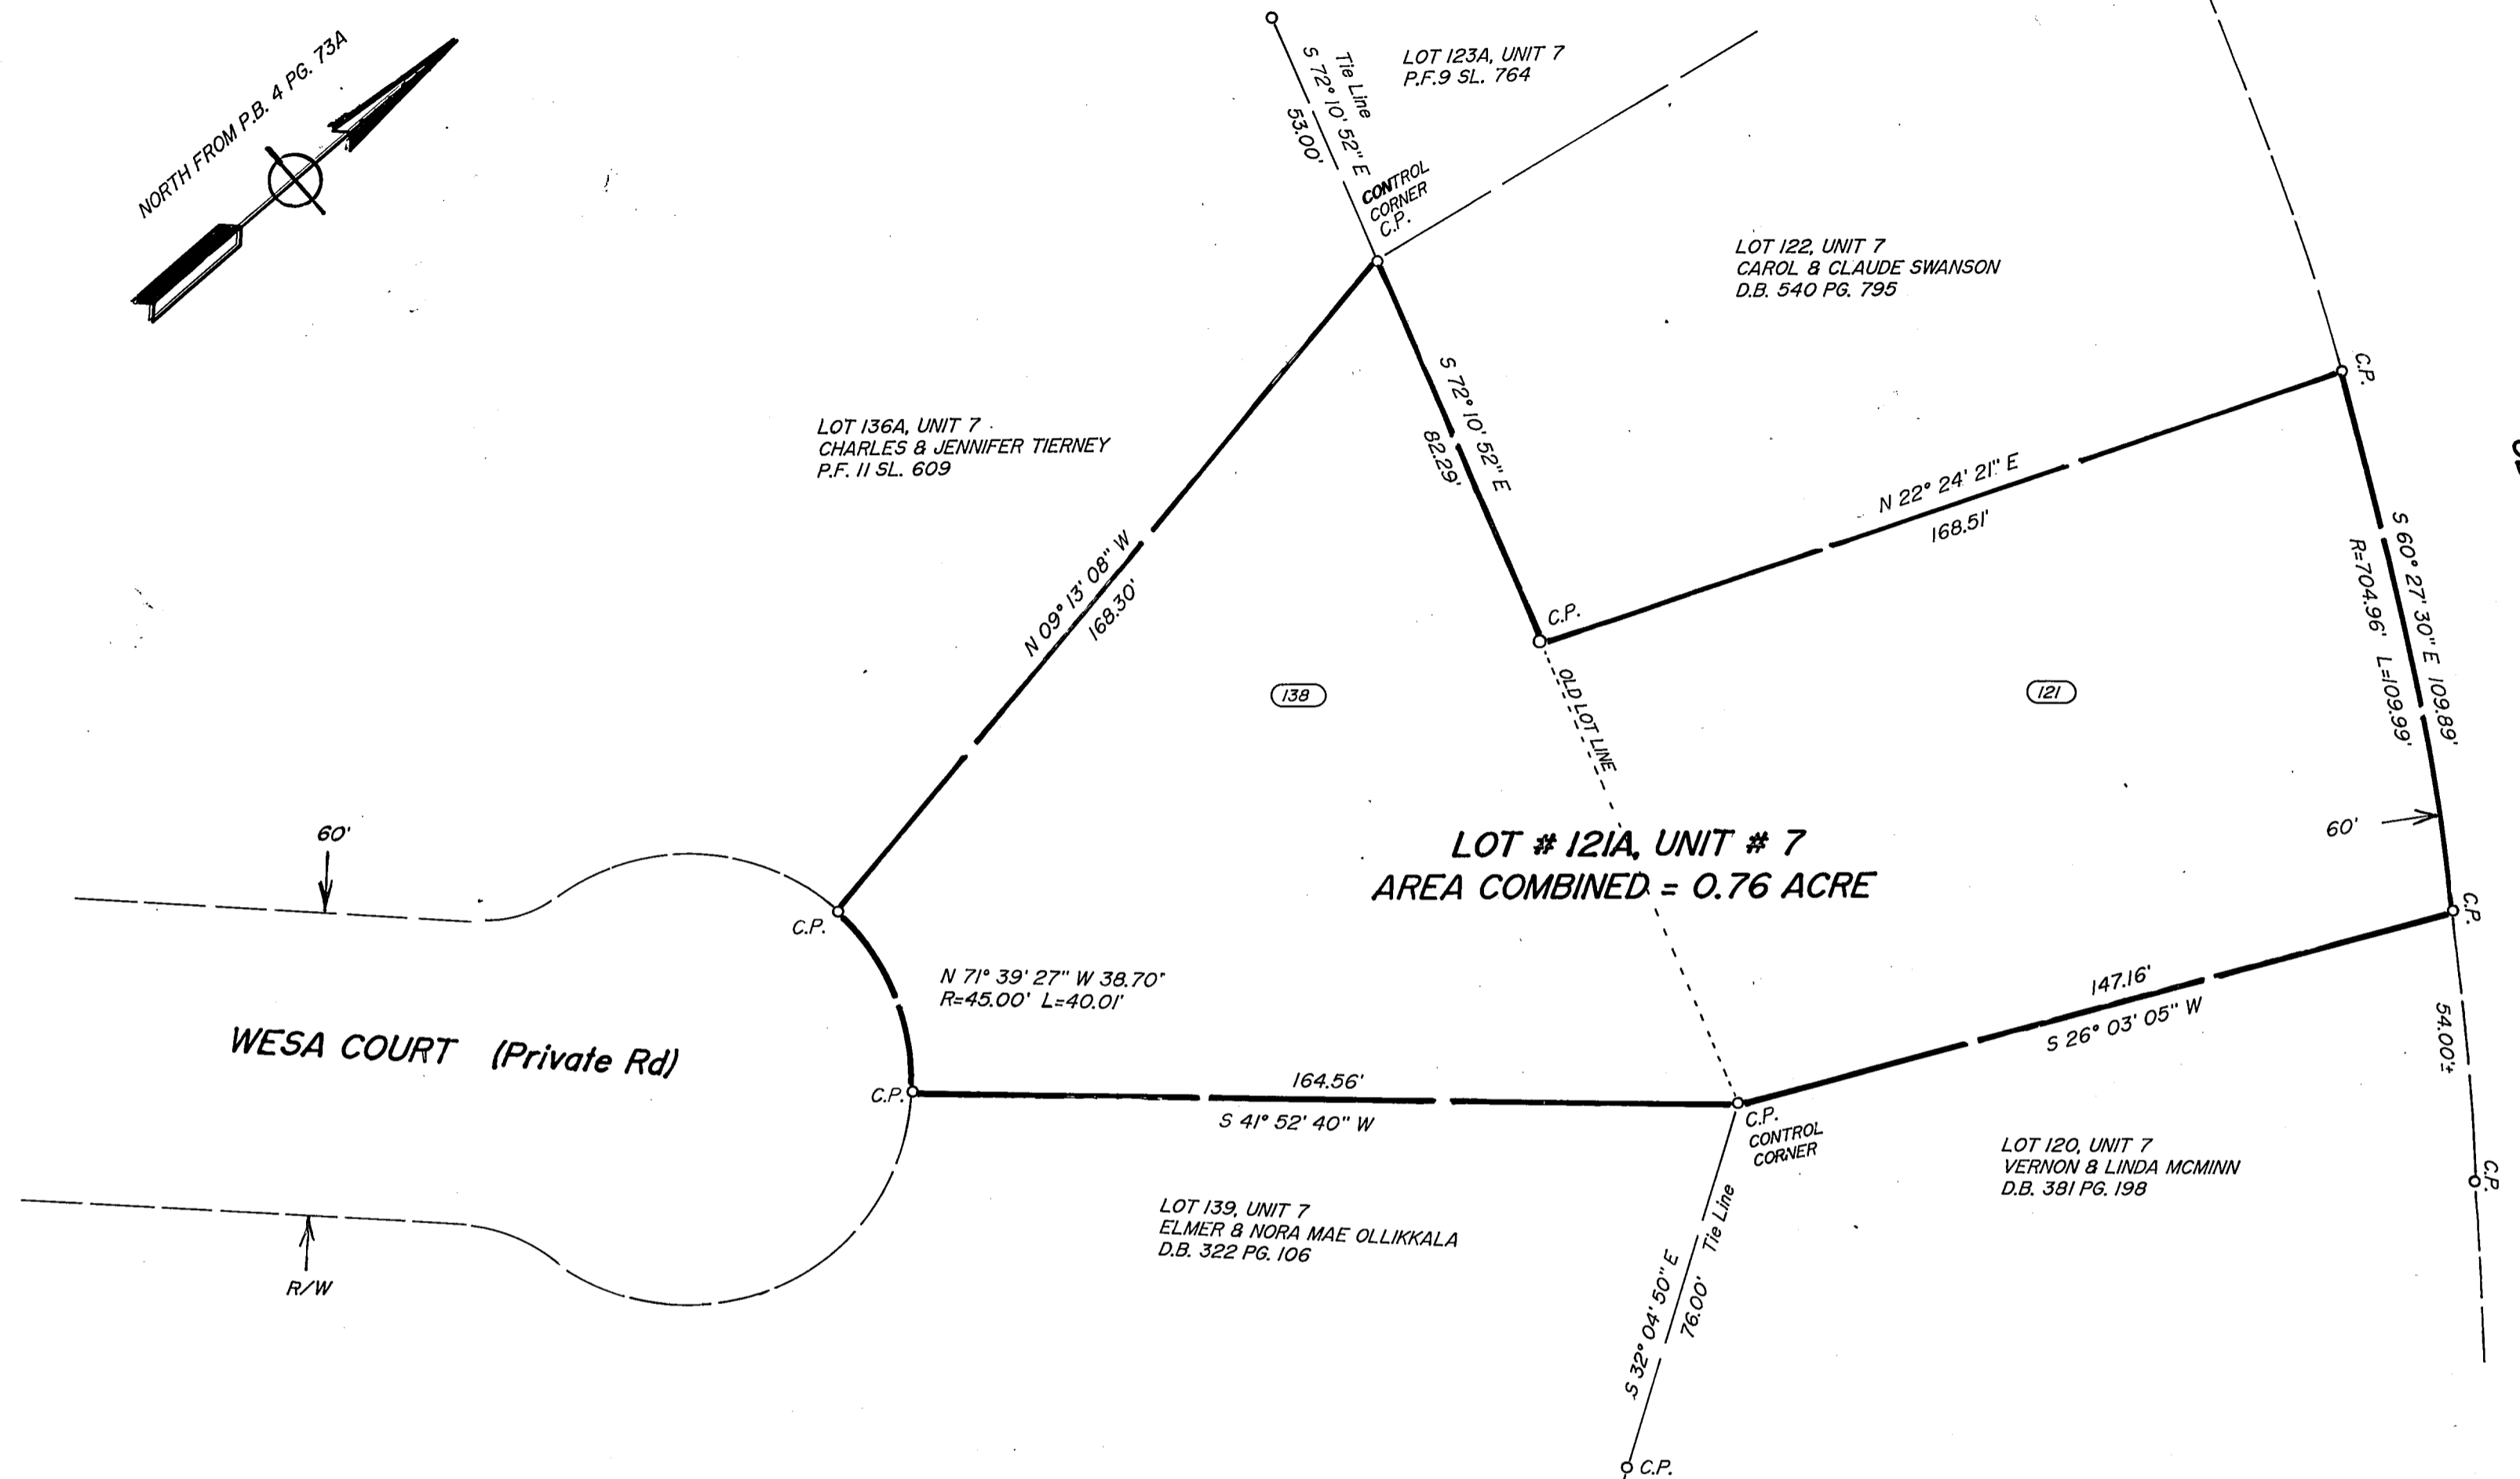 NORTH FROM P.B. 4 PG. 73A
Tie Line
S 72° 10' 52" E
53.00'
LOT 123A, UNIT 7
P.F.9 SL. 764
CONTROL
CORNER
C.P.
LOT 122, UNIT 7
CAROL & CLAUDE SWANSON
D.B. 540 PG. 795
C.P.
LOT 136A, UNIT 7
CHARLES & JENNIFER TIERNEY
P.F. 11 SL. 609
S 72° 10' 52" E
82.29'
N 22° 24' 21" E
168.51'
S 60° 27' 30" E 109.89'
R=704.96' L=109.99'
N 09° 13' 08" W
168.30'
C.P.
138
OLD LOT LINE
121
60'
LOT # 121A, UNIT # 7
AREA COMBINED = 0.76 ACRE
60'
C.P.
C.P.
N 71° 39' 27" W 38.70'
R=45.00' L=40.01'
147.16'
S 26° 03' 05" W
54.00'±
WESA COURT (Private Rd)
C.P.
164.56'
S 41° 52' 40" W
C.P.
CONTROL
CORNER
LOT 120, UNIT 7
VERNON & LINDA MCMINN
D.B. 381 PG. 198
C.P.
LOT 139, UNIT 7
ELMER & NORA MAE OLLIKKALA
D.B. 322 PG. 106
R/W
S 32° 04' 50" E
76.00' Tie Line
C.P.